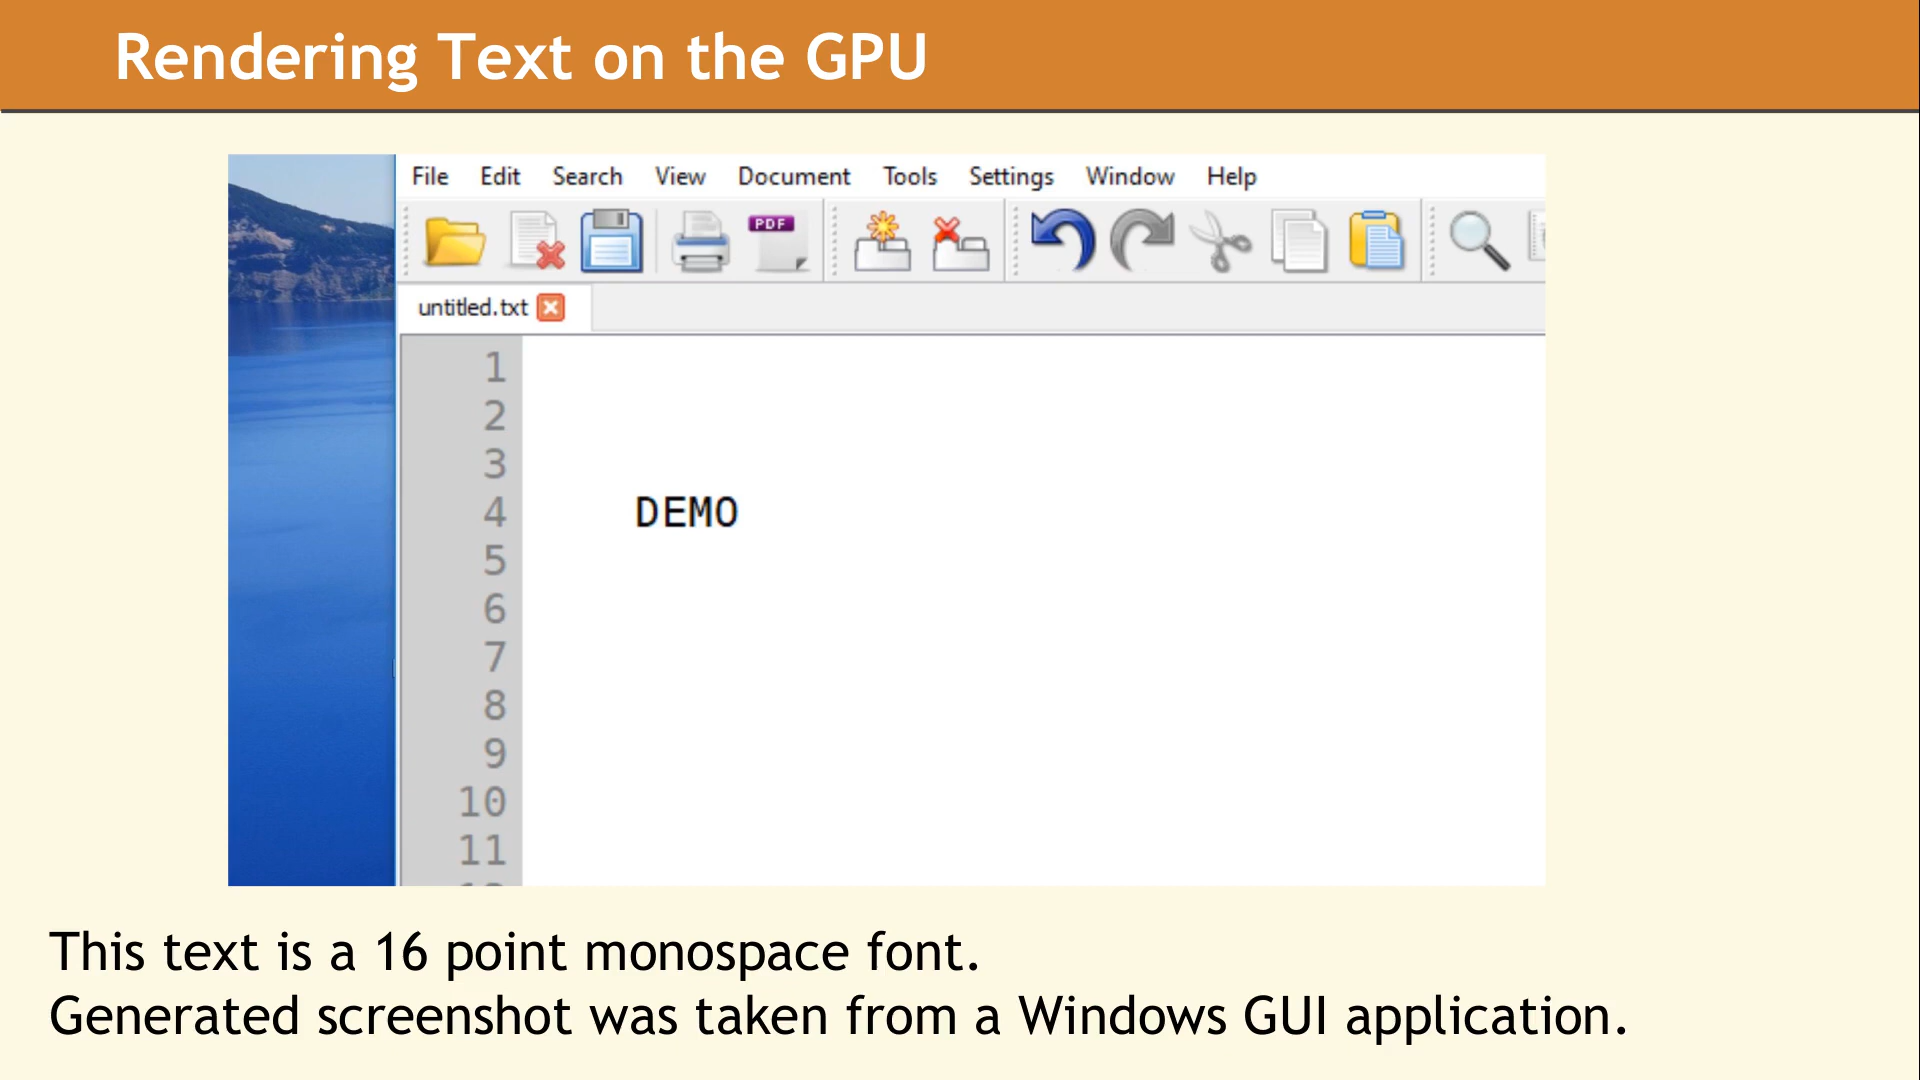 Rendering Text on the GPU
File Edit Search View Document Tools Settings Window Help
PDF
untitled.txt
1
2
3
4 DEMO
5
6
7
8
9
10
11
This text is a 16 point monospace font.
Generated screenshot was taken from a Windows GUI application.